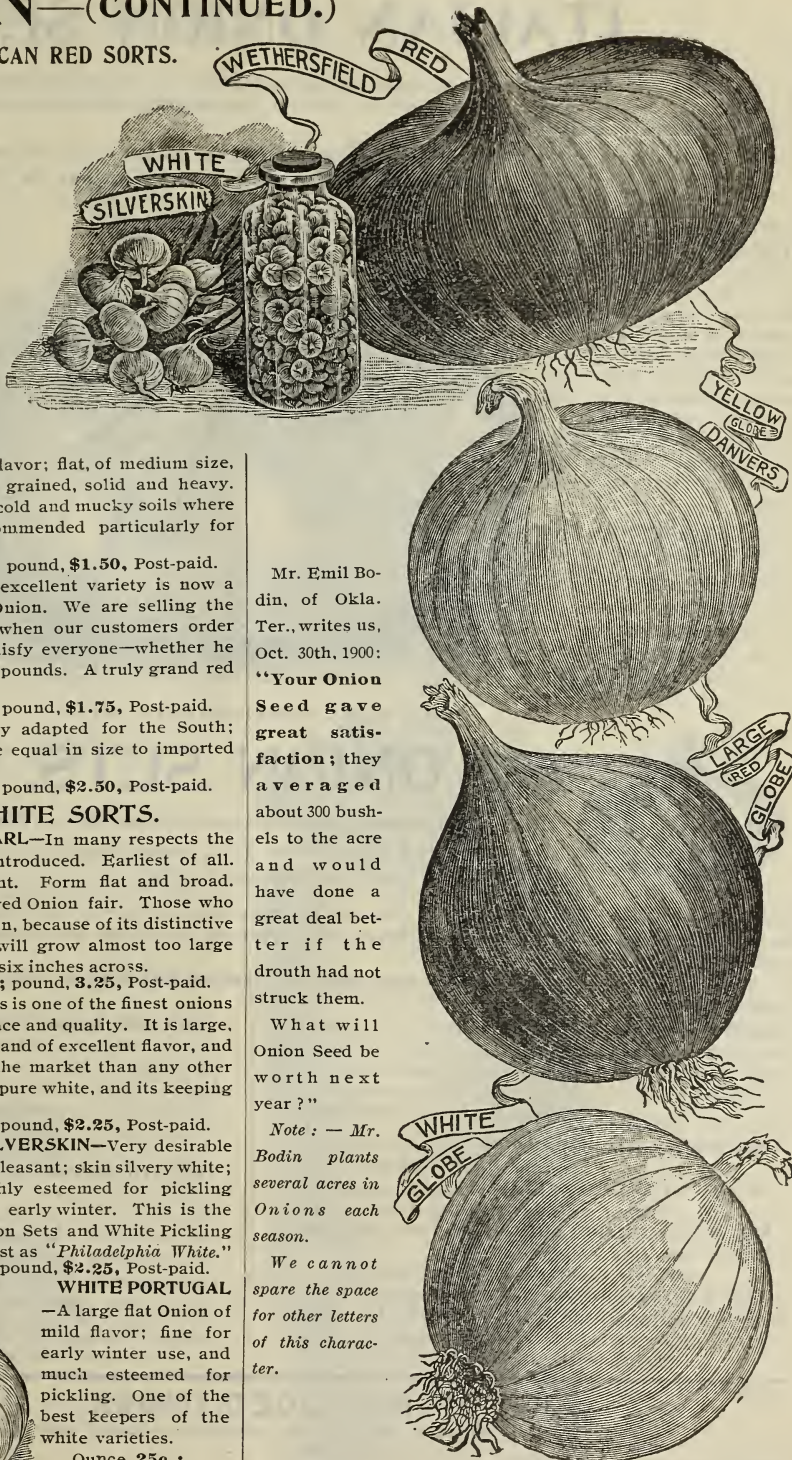 N—(CONTINUED.)
CAN RED SORTS.
WETHERSFIELD RED
WHITE
SILVERSKIN
YELLOW
GLOBE
DANVERS
LARGE
RED
GLOBE
WHITE
GLOBE
lavor; flat, of medium size,
grained, solid and heavy.
cold and mucky soils where
mmended particularly for
pound, $1.50, Post-paid.
excellent variety is now a
Onion. We are selling the
when our customers order
isfy everyone—whether he
pounds. A truly grand red
pound, $1.75, Post-paid.
y adapted for the South;
e equal in size to imported
pound, $2.50, Post-paid.
HITE SORTS.
ARL—In many respects the
ntroduced. Earliest of all.
nt. Form flat and broad.
red Onion fair. Those who
n, because of its distinctive
will grow almost too large
six inches across.
; pound, 3.25, Post-paid.
s is one of the finest onions
ce and quality. It is large,
and of excellent flavor, and
he market than any other
pure white, and its keeping
pound, $2.25, Post-paid.
LVERSKIN—Very desirable
leasant; skin silvery white;
hly esteemed for pickling
early winter. This is the
on Sets and White Pickling
st as "Philadelphia White."
pound, $2.25, Post-paid.
WHITE PORTUGAL
—A large flat Onion of
mild flavor; fine for
early winter use, and
much esteemed for
pickling. One of the
best keepers of the
white varieties.
Ounce, 25c.;
Mr. Emil Bo-
din, of Okla.
Ter., writes us,
Oct. 30th, 1900:
"Your Onion
Seed gave
great satis-
faction; they
averaged
about 300 bush-
els to the acre
and would
have done a
great deal bet-
ter if the
drouth had not
struck them.
What will
Onion Seed be
worth next
year?"
Note: — Mr.
Bodin plants
several acres in
Onions each
season.
We cannot
spare the space
for other letters
of this charac-
ter.